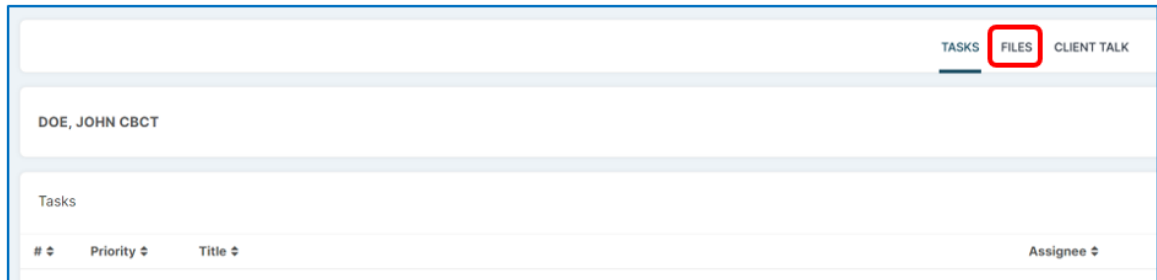 TASKS FILES CLIENT TALK
DOE, JOHN CBCT
Tasks
# Priority Title Assignee